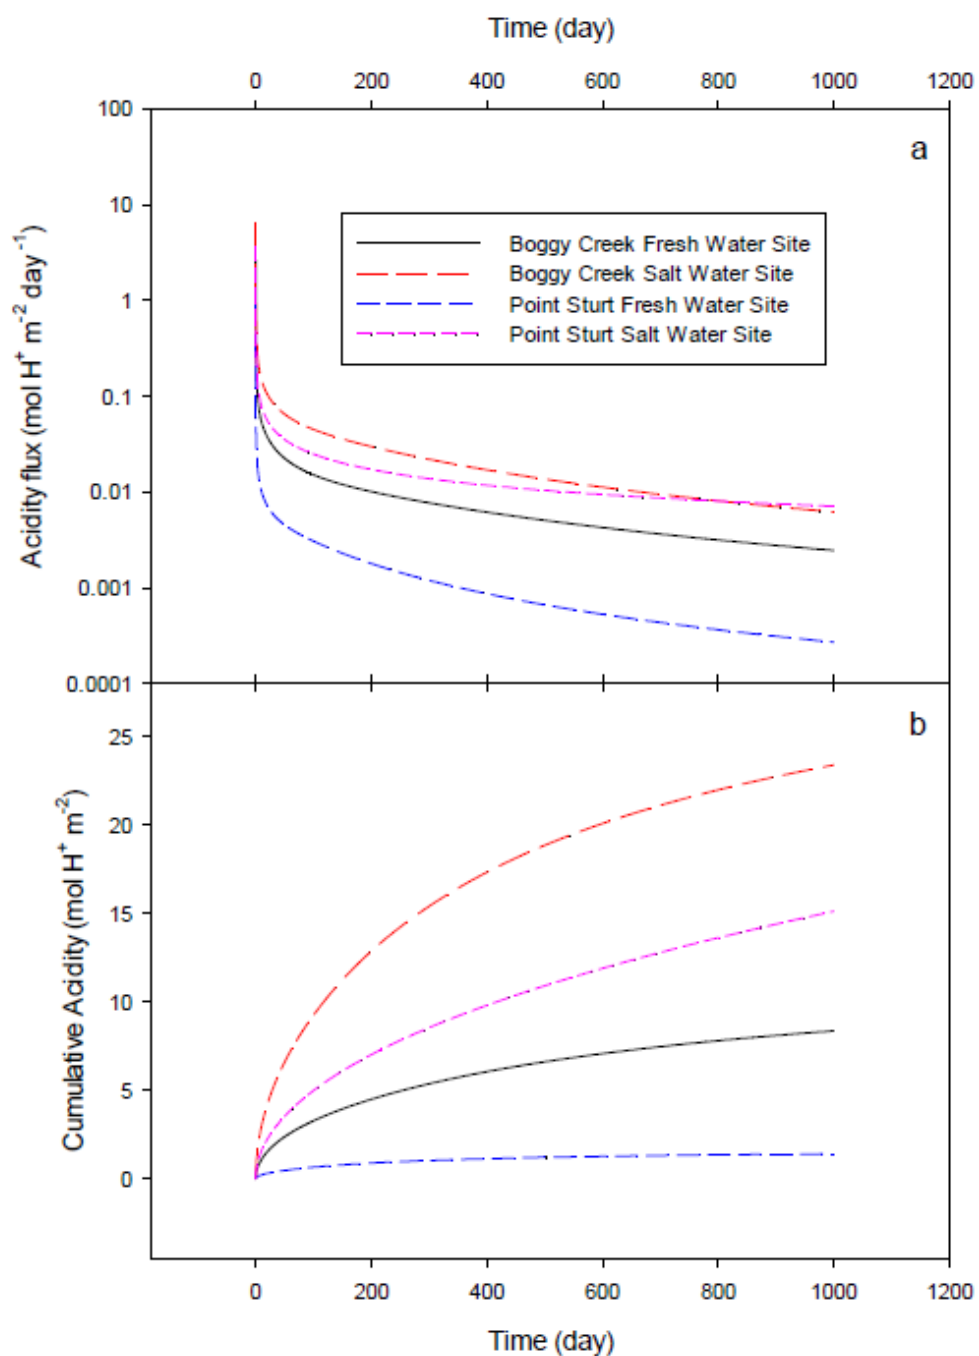 Time (day)
0 200 400 600 800 1000 1200
100
a
10
1
0.1
0.01
0.001
0.0001
Acidity flux (mol H⁺ m⁻² day⁻¹)
Boggy Creek Fresh Water Site
Boggy Creek Salt Water Site
Point Sturt Fresh Water Site
Point Sturt Salt Water Site
b
25
20
15
10
5
0
Cumulative Acidity (mol H⁺ m⁻²)
0 200 400 600 800 1000 1200
Time (day)